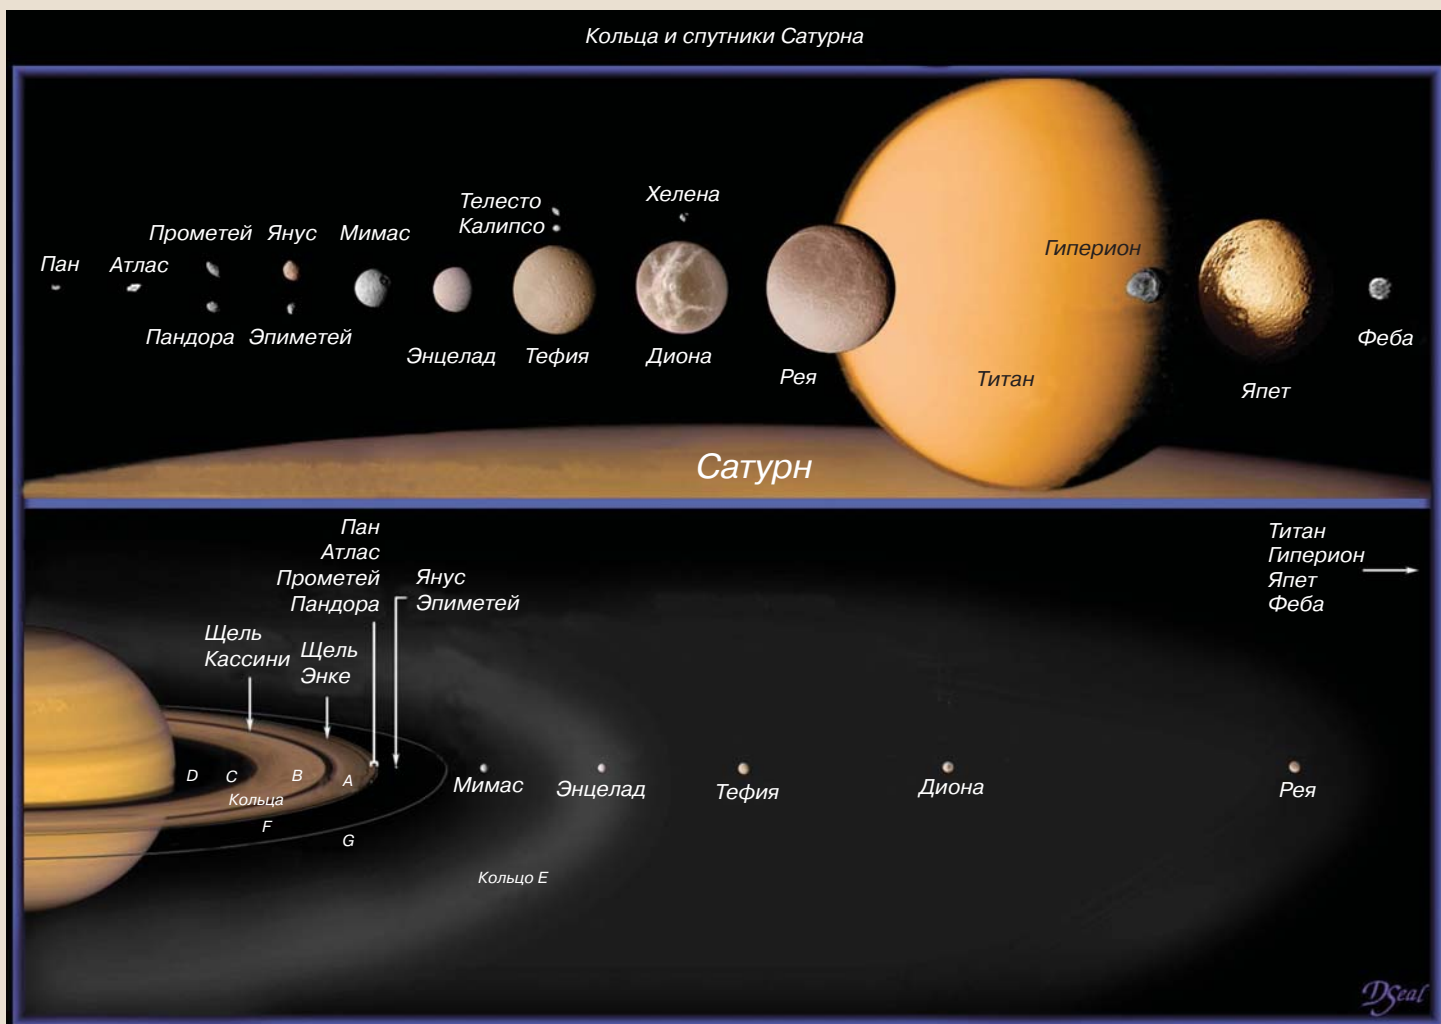 Кольца и спутники Сатурна
Телесто
Калипсо
Хелена
Прометей
Янус
Мимас
Гиперион
Пан
Атлас
Пандора
Эпиметей
Феба
Энцелад
Тефия
Диона
Рея
Титан
Япет
Сатурн
Пан
Атлас
Прометей
Пандора
Янус
Эпиметей
Титан
Гиперион
Япет
Феба
Щель
Кассини
Щель
Энке
D
C
B
A
Кольца
F
G
Мимас
Энцелад
Тефия
Диона
Рея
Кольцо E
DSeal